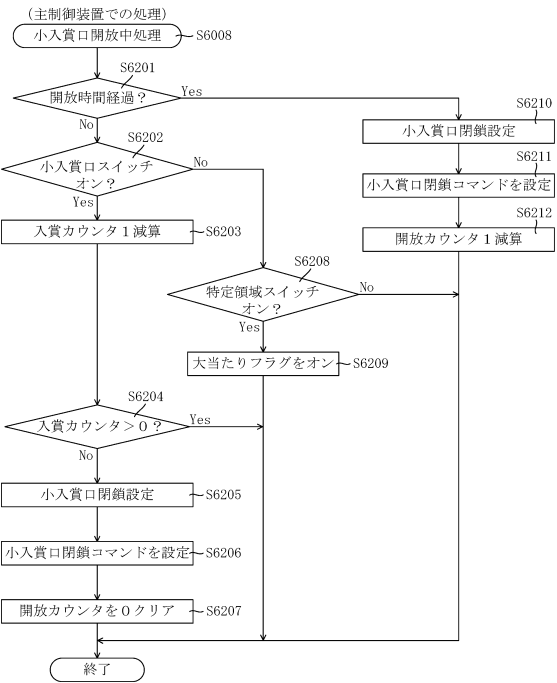 (主制御装置での処理)
小入賞口開放中処理
S6008
S6201
開放時間経過？
Yes
No
S6210
小入賞口閉鎖設定
S6202
小入賞口スイッチ
オン？
No
Yes
S6211
小入賞口閉鎖コマンドを設定
入賞カウンタ１減算
S6203
S6212
開放カウンタ１減算
S6208
特定領域スイッチ
オン？
No
Yes
大当たりフラグをオン
S6209
S6204
入賞カウンタ＞０？
Yes
No
小入賞口閉鎖設定
S6205
小入賞口閉鎖コマンドを設定
S6206
開放カウンタを０クリア
S6207
終了